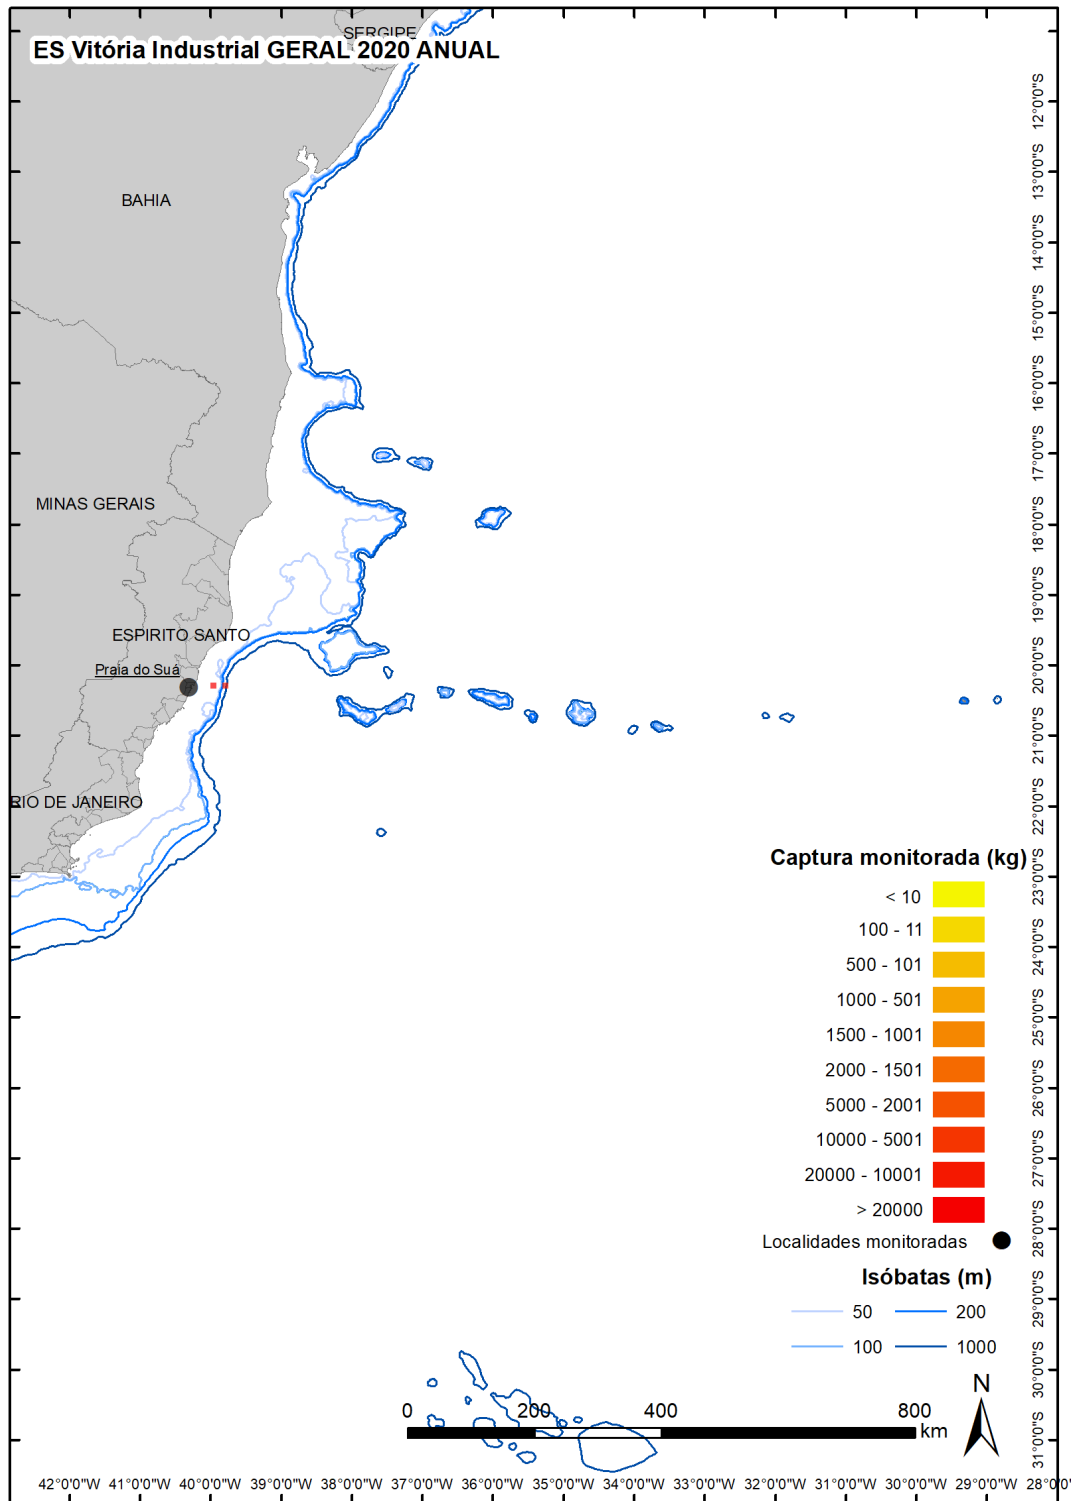 SERGIPE
ES Vitória Industrial GERAL 2020 ANUAL
BAHIA
MINAS GERAIS
ESPIRITO SANTO
Praia do Suá
RIO DE JANEIRO
12°0'0"S
13°0'0"S
14°0'0"S
15°0'0"S
16°0'0"S
17°0'0"S
18°0'0"S
19°0'0"S
20°0'0"S
21°0'0"S
22°0'0"S
23°0'0"S
24°0'0"S
25°0'0"S
26°0'0"S
27°0'0"S
28°0'0"S
29°0'0"S
30°0'0"S
31°0'0"S
Captura monitorada (kg)
< 10
100 - 11
500 - 101
1000 - 501
1500 - 1001
2000 - 1501
5000 - 2001
10000 - 5001
20000 - 10001
> 20000
Localidades monitoradas
Isóbatas (m)
50 200
100 1000
N
0 200 400 800
km
42°0'0"W 41°0'0"W 40°0'0"W 39°0'0"W 38°0'0"W 37°0'0"W 36°0'0"W 35°0'0"W 34°0'0"W 33°0'0"W 32°0'0"W 31°0'0"W 30°0'0"W 29°0'0"W 28°0'0"